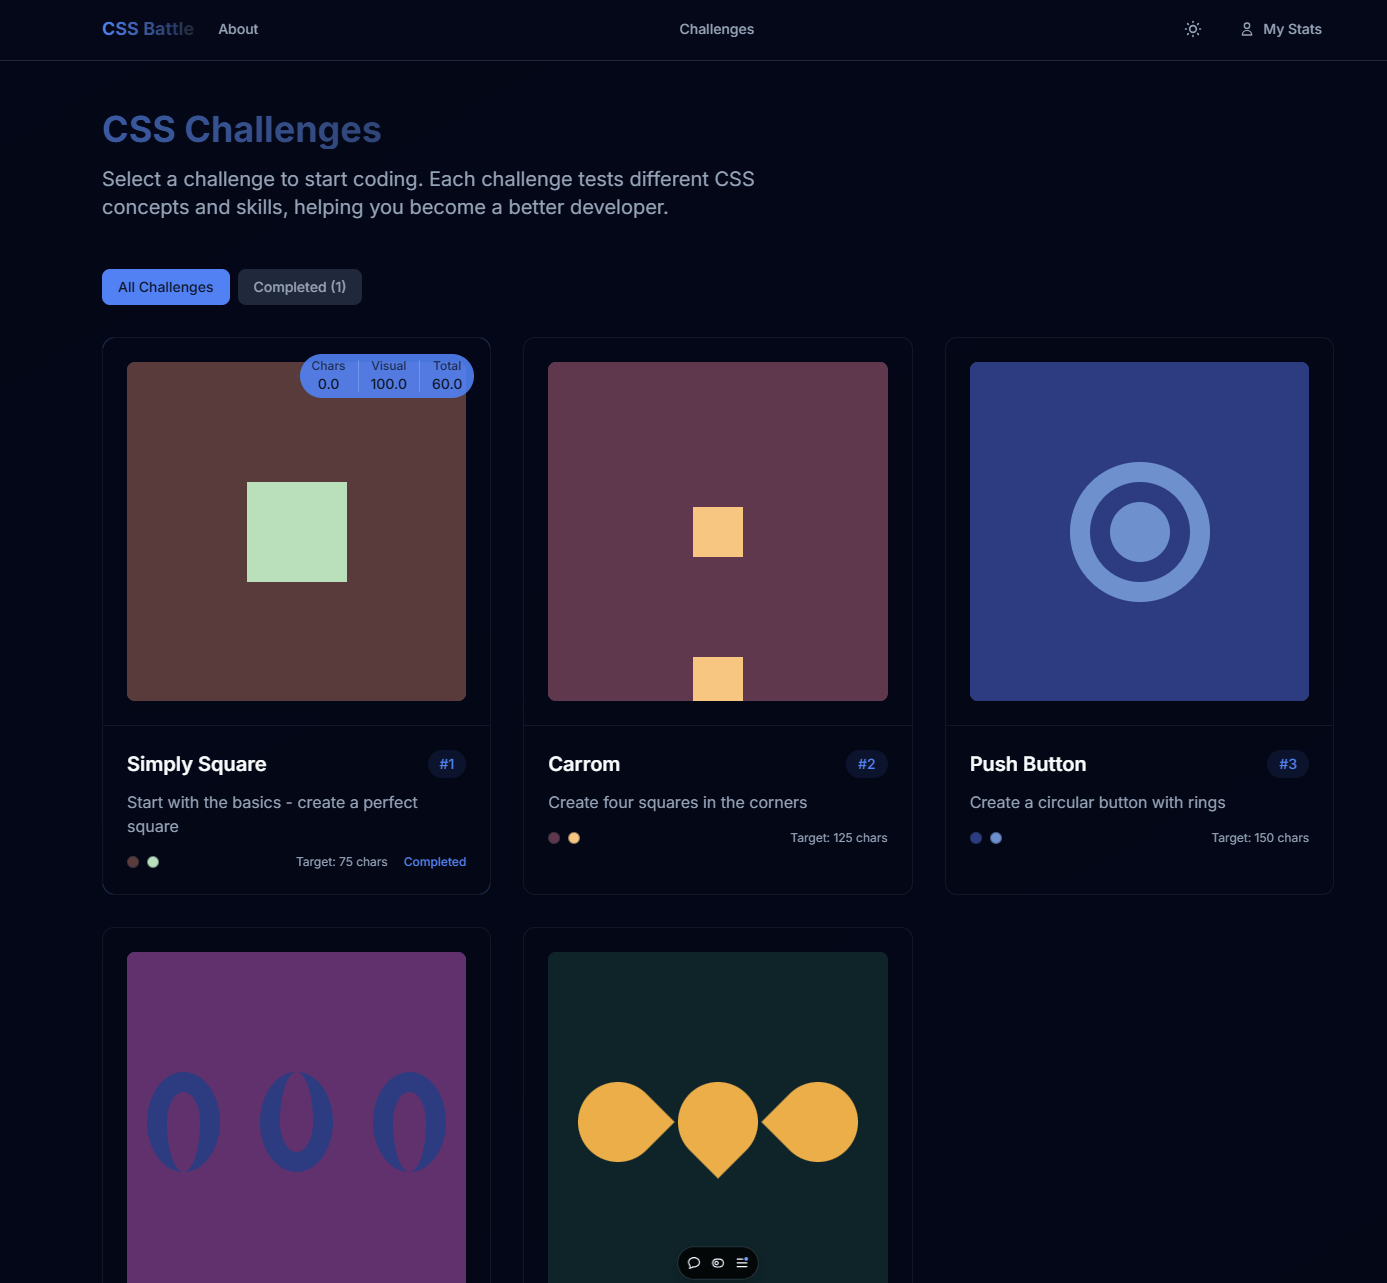 CSS Battle
About
Challenges
My Stats
CSS Challenges
Select a challenge to start coding. Each challenge tests different CSS
concepts and skills, helping you become a better developer.
All Challenges
Completed (1)
Chars
Visual
Total
0.0
100.0
60.0
Simply Square
#1
Start with the basics - create a perfect
square
Target: 75 chars
Completed
Carrom
#2
Create four squares in the corners
Target: 125 chars
Push Button
#3
Create a circular button with rings
Target: 150 chars